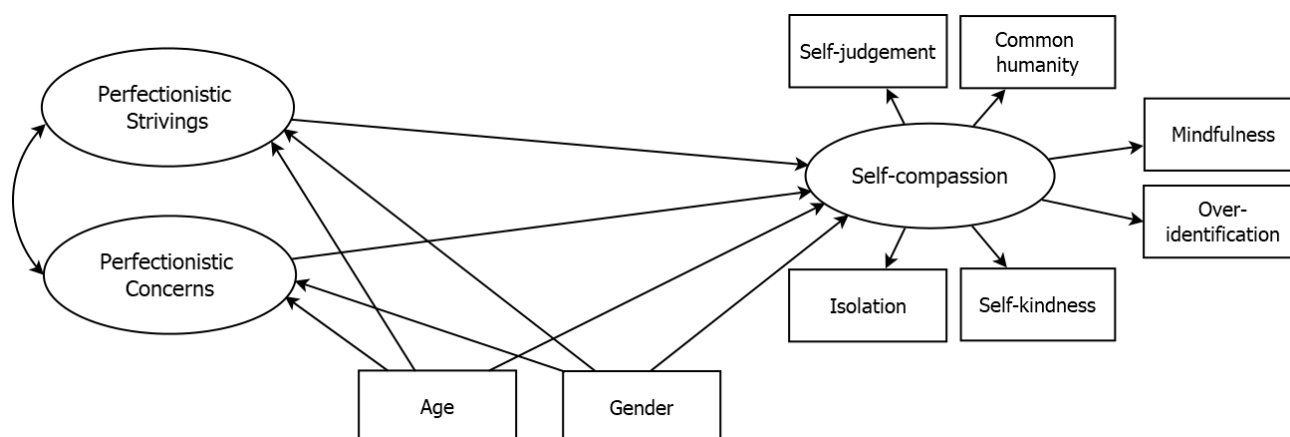 Perfectionistic
Strivings
Perfectionistic
Concerns
Age
Gender
Self-compassion
Self-judgement
Common
humanity
Mindfulness
Over-
identification
Isolation
Self-kindness